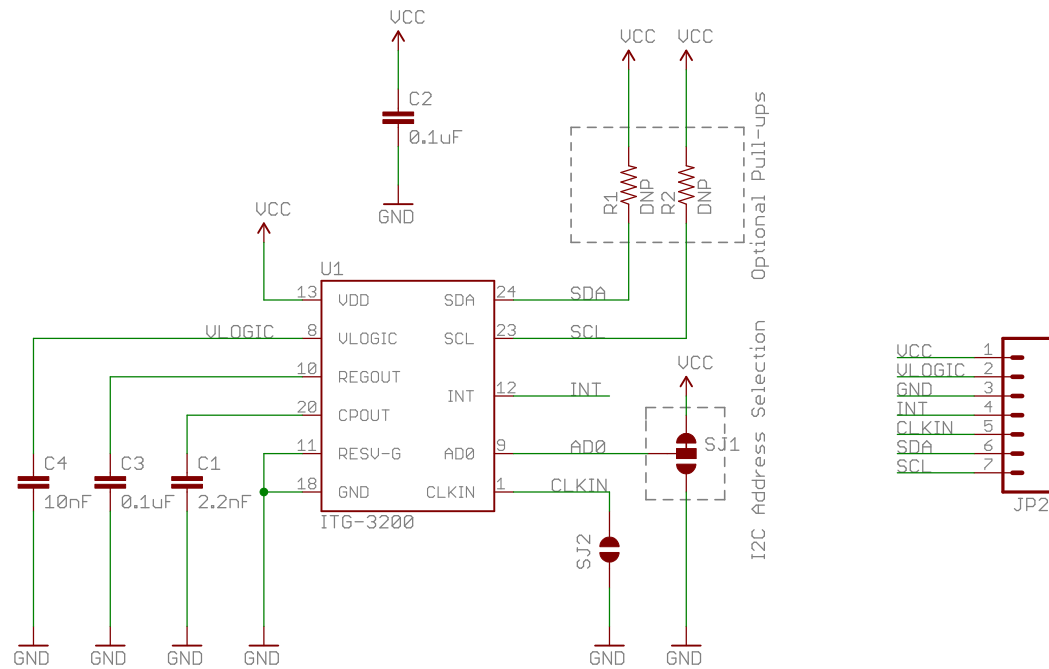 VCC
C2
0.1uF
GND
VCC
VCC
R1
DNP
R2
DNP
Optional Pull-ups
VCC
U1
13
VDD
SDA
24
SDA
VLOGIC
8
VLOGIC
SCL
23
SCL
10
REGOUT
INT
12
INT
20
CPOUT
11
RESV-G
AD0
9
AD0
18
GND
CLKIN
1
CLKIN
ITG-3200
VCC
SJ1
I2C Address Selection
SJ2
C4
10nF
C3
0.1uF
C1
2.2nF
GND
GND
GND
GND
GND
GND
VCC 1
VLOGIC 2
GND 3
INT 4
CLKIN 5
SDA 6
SCL 7
JP2